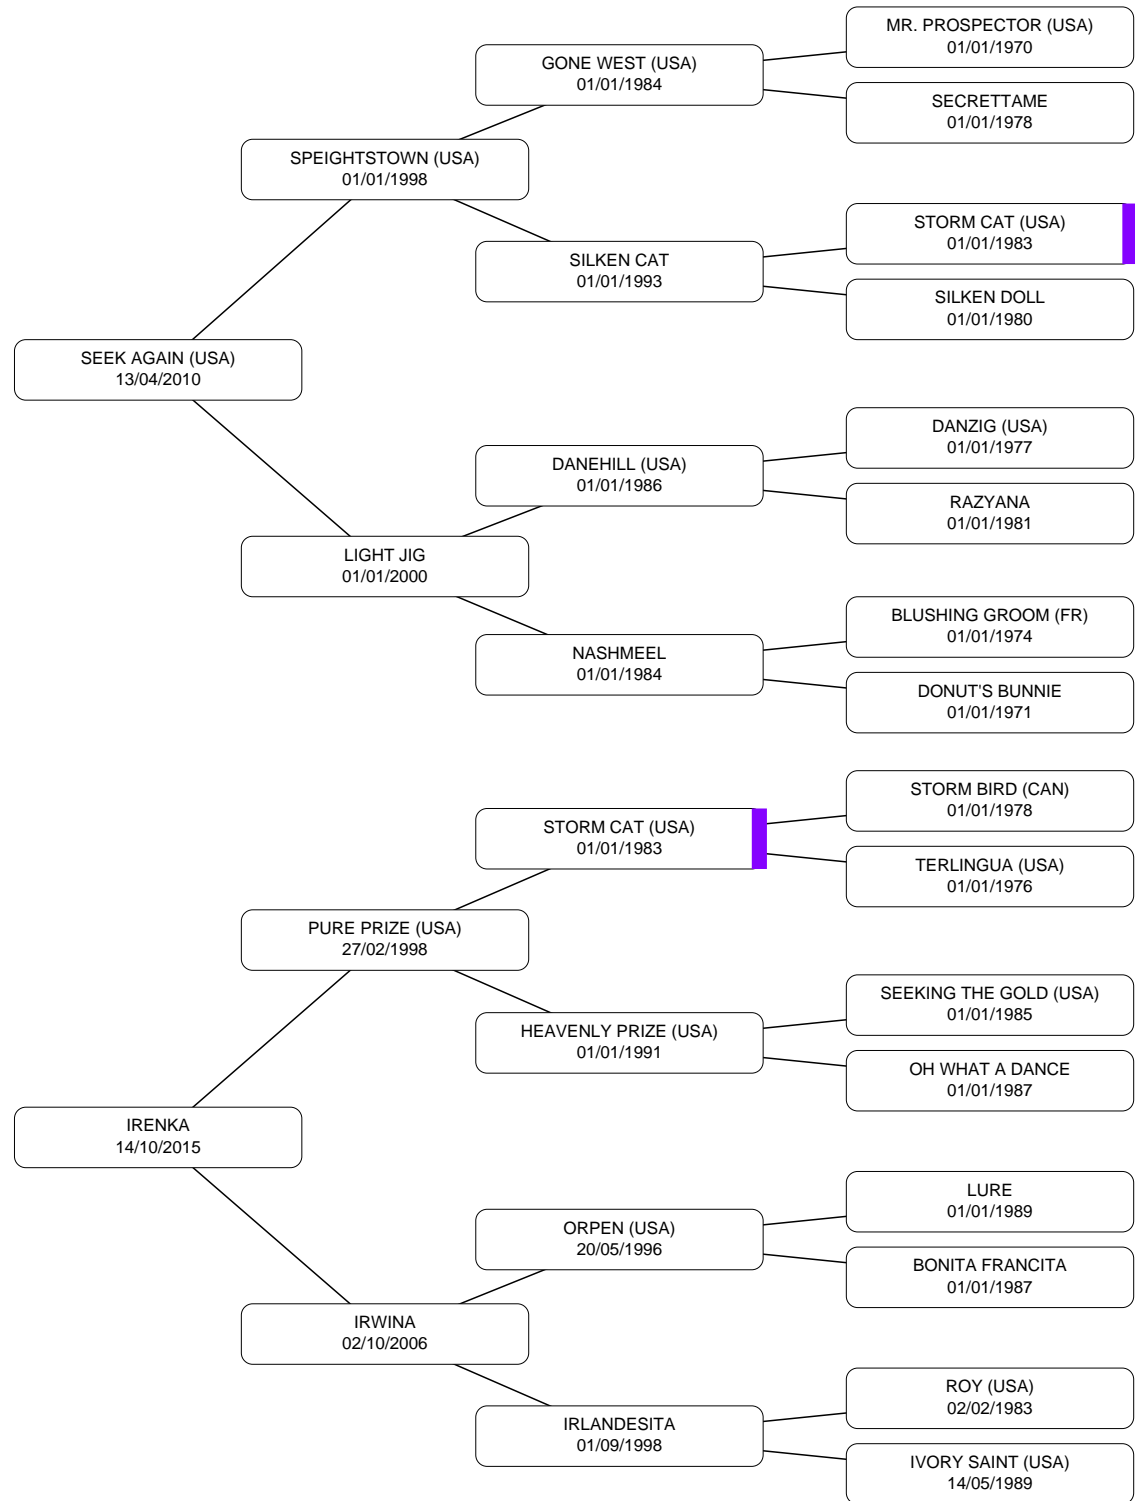 MR. PROSPECTOR (USA)
01/01/1970
GONE WEST (USA)
01/01/1984
SECRETTAME
01/01/1978
SPEIGHTSTOWN (USA)
01/01/1998
STORM CAT (USA)
01/01/1983
SILKEN CAT
01/01/1993
SILKEN DOLL
01/01/1980
SEEK AGAIN (USA)
13/04/2010
DANZIG (USA)
01/01/1977
DANEHILL (USA)
01/01/1986
RAZYANA
01/01/1981
LIGHT JIG
01/01/2000
BLUSHING GROOM (FR)
01/01/1974
NASHMEEL
01/01/1984
DONUT'S BUNNIE
01/01/1971
STORM BIRD (CAN)
01/01/1978
STORM CAT (USA)
01/01/1983
TERLINGUA (USA)
01/01/1976
PURE PRIZE (USA)
27/02/1998
SEEKING THE GOLD (USA)
01/01/1985
HEAVENLY PRIZE (USA)
01/01/1991
OH WHAT A DANCE
01/01/1987
IRENKA
14/10/2015
LURE
01/01/1989
ORPEN (USA)
20/05/1996
BONITA FRANCITA
01/01/1987
IRWINA
02/10/2006
ROY (USA)
02/02/1983
IRLANDESITA
01/09/1998
IVORY SAINT (USA)
14/05/1989